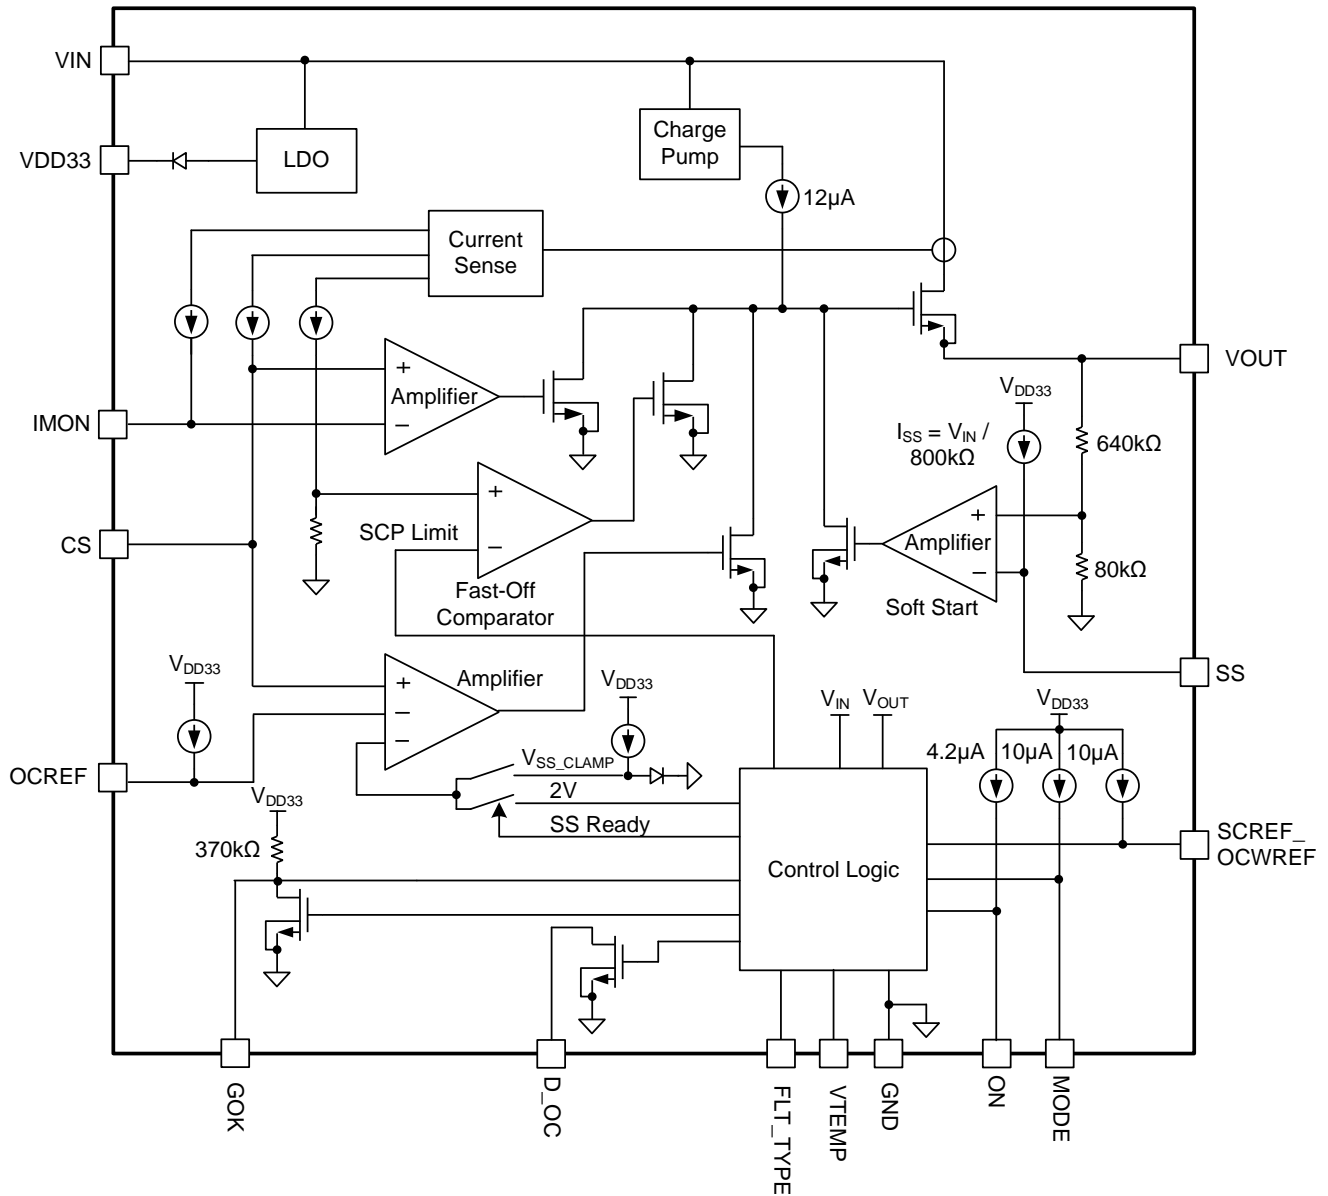 VIN
VDD33
LDO
Charge
Pump
12µA
Current
Sense
VOUT
Amplifier
+
−
IMON
VDD33
ISS = VIN /
800kΩ
640kΩ
+
−
SCP Limit
Fast-Off
Comparator
CS
+
Amplifier
−
80kΩ
Soft Start
VDD33
+
−
−
Amplifier
VDD33
SS
OCREF
VIN
VOUT
VDD33
4.2µA
10µA
10µA
VSS_CLAMP
2V
SS Ready
VDD33
370kΩ
Control Logic
SCREF_
OCWREF
GOK
D_OC
FLT_TYPE
VTEMP
GND
ON
MODE